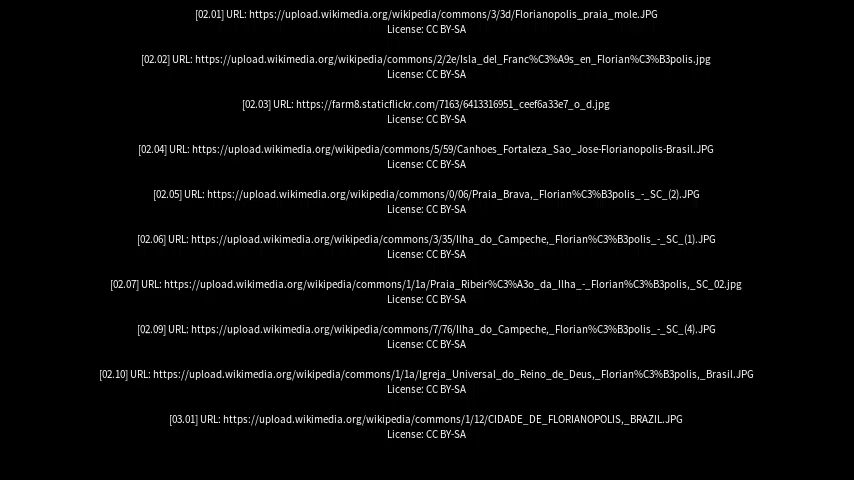 [02.01] URL: https://upload.wikimedia.org/wikipedia/commons/3/3d/Florianopolis_praia_mole.JPG
License: CC BY-SA
[02.02] URL: https://upload.wikimedia.org/wikipedia/commons/2/2e/Isla_del_Franc%C3%A9s_en_Florian%C3%B3polis.jpg
License: CC BY-SA
[02.03] URL: https://farm8.staticflickr.com/7163/6413316951_ceef6a33e7_o_d.jpg
License: CC BY-SA
[02.04] URL: https://upload.wikimedia.org/wikipedia/commons/5/59/Canhoes_Fortaleza_Sao_Jose-Florianopolis-Brasil.JPG
License: CC BY-SA
[02.05] URL: https://upload.wikimedia.org/wikipedia/commons/0/06/Praia_Brava,_Florian%C3%B3polis_-_SC_(2).JPG
License: CC BY-SA
[02.06] URL: https://upload.wikimedia.org/wikipedia/commons/3/35/Ilha_do_Campeche,_Florian%C3%B3polis_-_SC_(1).JPG
License: CC BY-SA
[02.07] URL: https://upload.wikimedia.org/wikipedia/commons/1/1a/Praia_Ribeir%C3%A3o_da_Ilha_-_Florian%C3%B3polis,_SC_02.jpg
License: CC BY-SA
[02.09] URL: https://upload.wikimedia.org/wikipedia/commons/7/76/Ilha_do_Campeche,_Florian%C3%B3polis_-_SC_(4).JPG
License: CC BY-SA
[02.10] URL: https://upload.wikimedia.org/wikipedia/commons/1/1a/Igreja_Universal_do_Reino_de_Deus,_Florian%C3%B3polis,_Brasil.JPG
License: CC BY-SA
[03.01] URL: https://upload.wikimedia.org/wikipedia/commons/1/12/CIDADE_DE_FLORIANOPOLIS,_BRAZIL.JPG
License: CC BY-SA